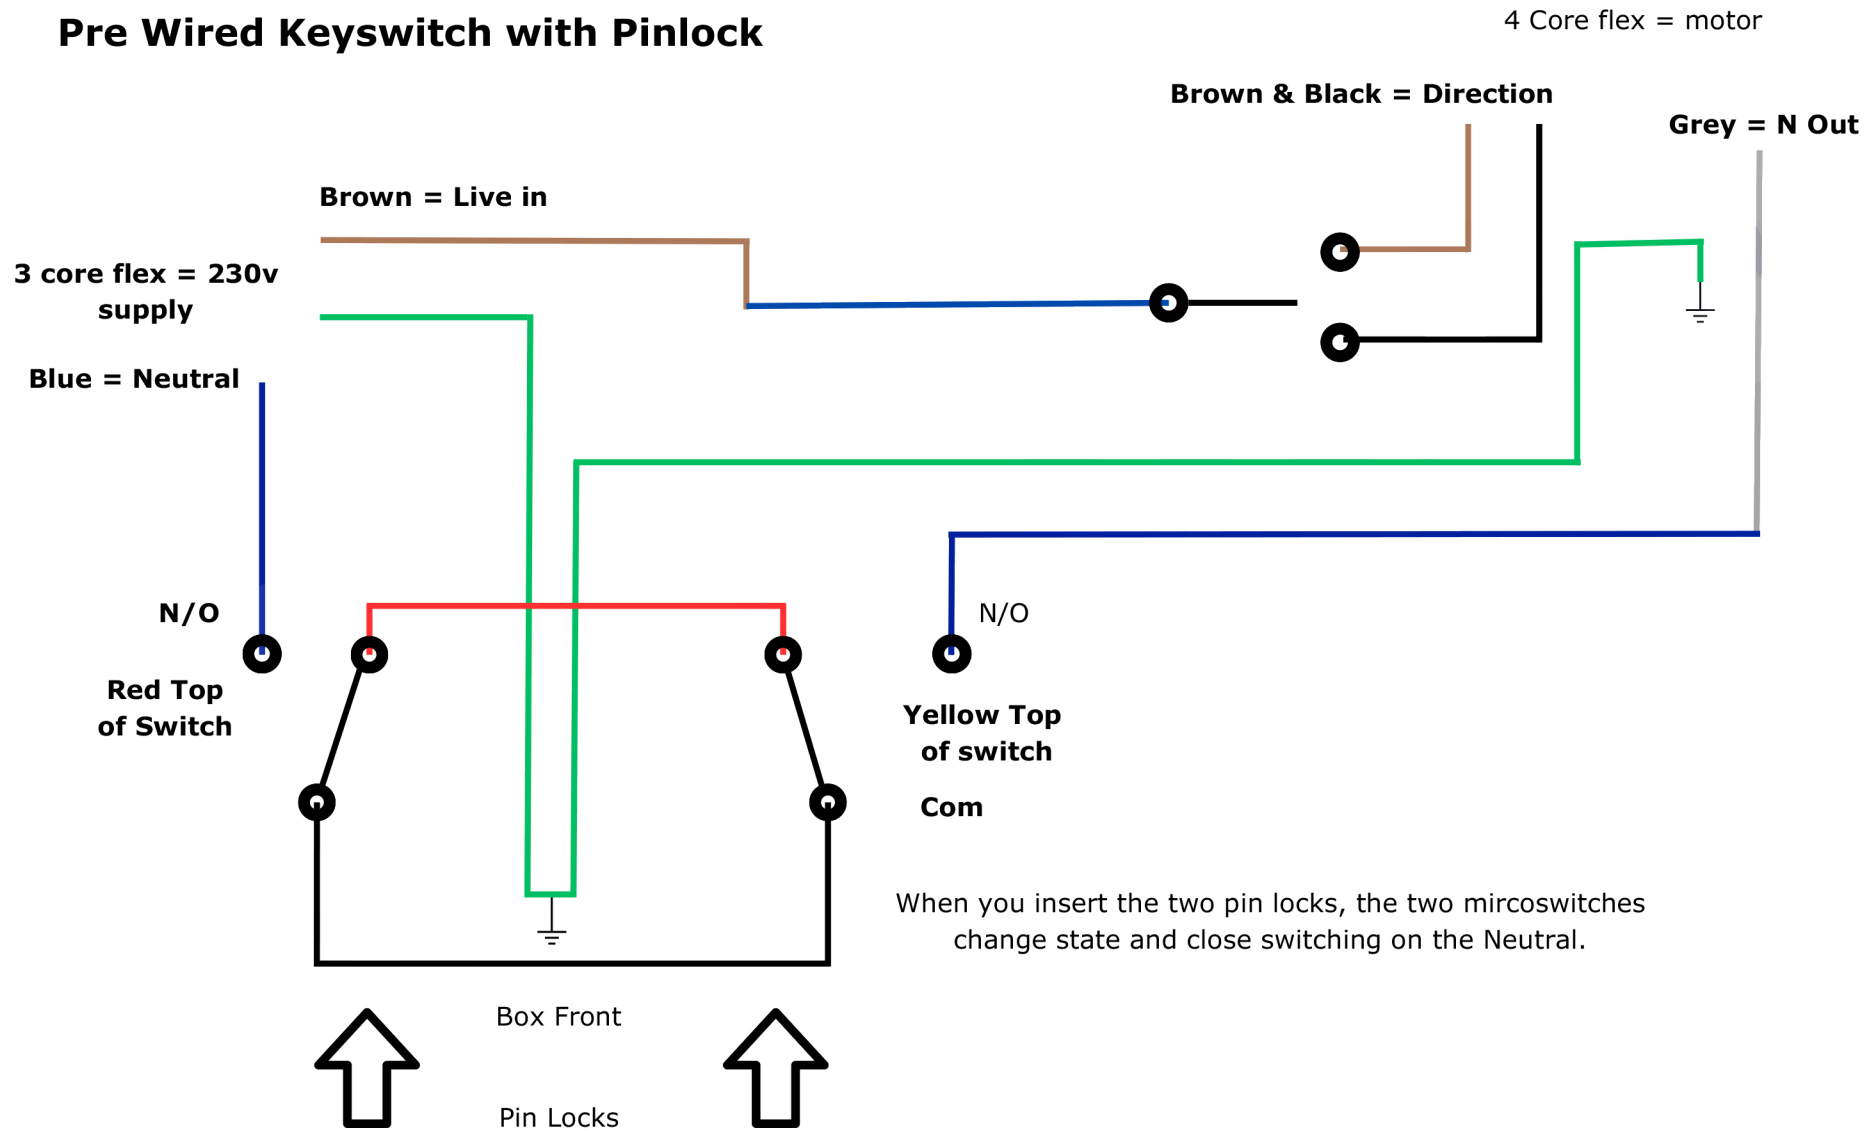 Pre Wired Keyswitch with Pinlock
4 Core flex = motor
Brown & Black = Direction
Grey = N Out
Brown = Live in
3 core flex = 230v
supply
Blue = Neutral
N/O
N/O
Red Top
of Switch
Yellow Top
of switch
Com
When you insert the two pin locks, the two mircoswitches
change state and close switching on the Neutral.
Box Front
Pin Locks